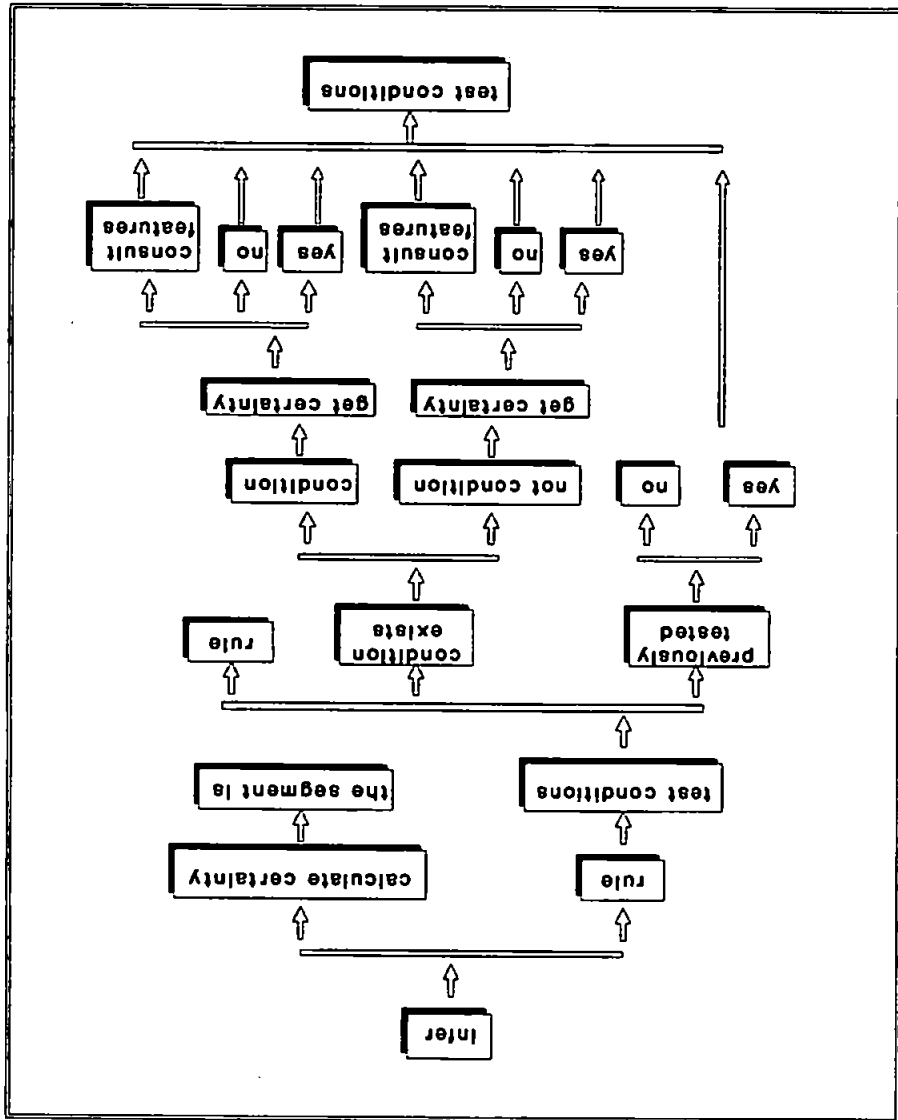 infer
rule
calculate certainty
test conditions
the segment is
previously
tested
condition
exists
rule
yes
no
not condition
condition
get certainty
get certainty
yes
no
consult
features
yes
no
consult
features
test conditions